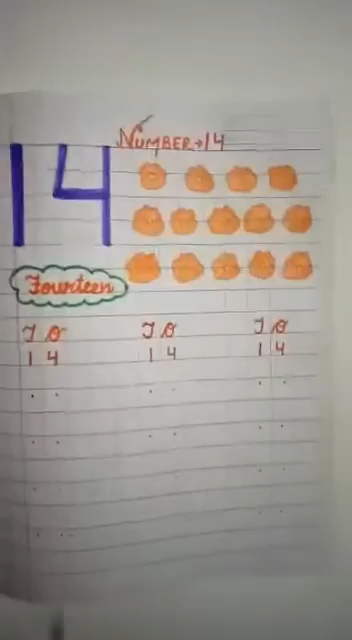 NUMBER→14
14
Fourteen
T O T O T O
1 4 1 4 1 4